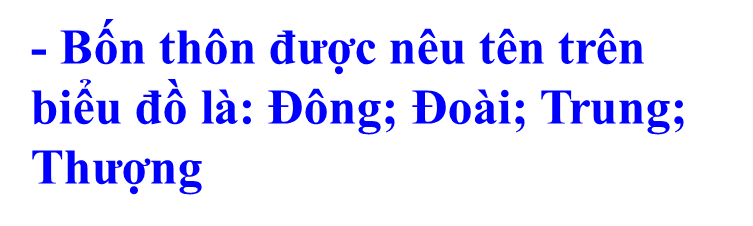 - Bốn thôn được nêu tên trên
biểu đồ là: Đông; Đoài; Trung;
Thượng